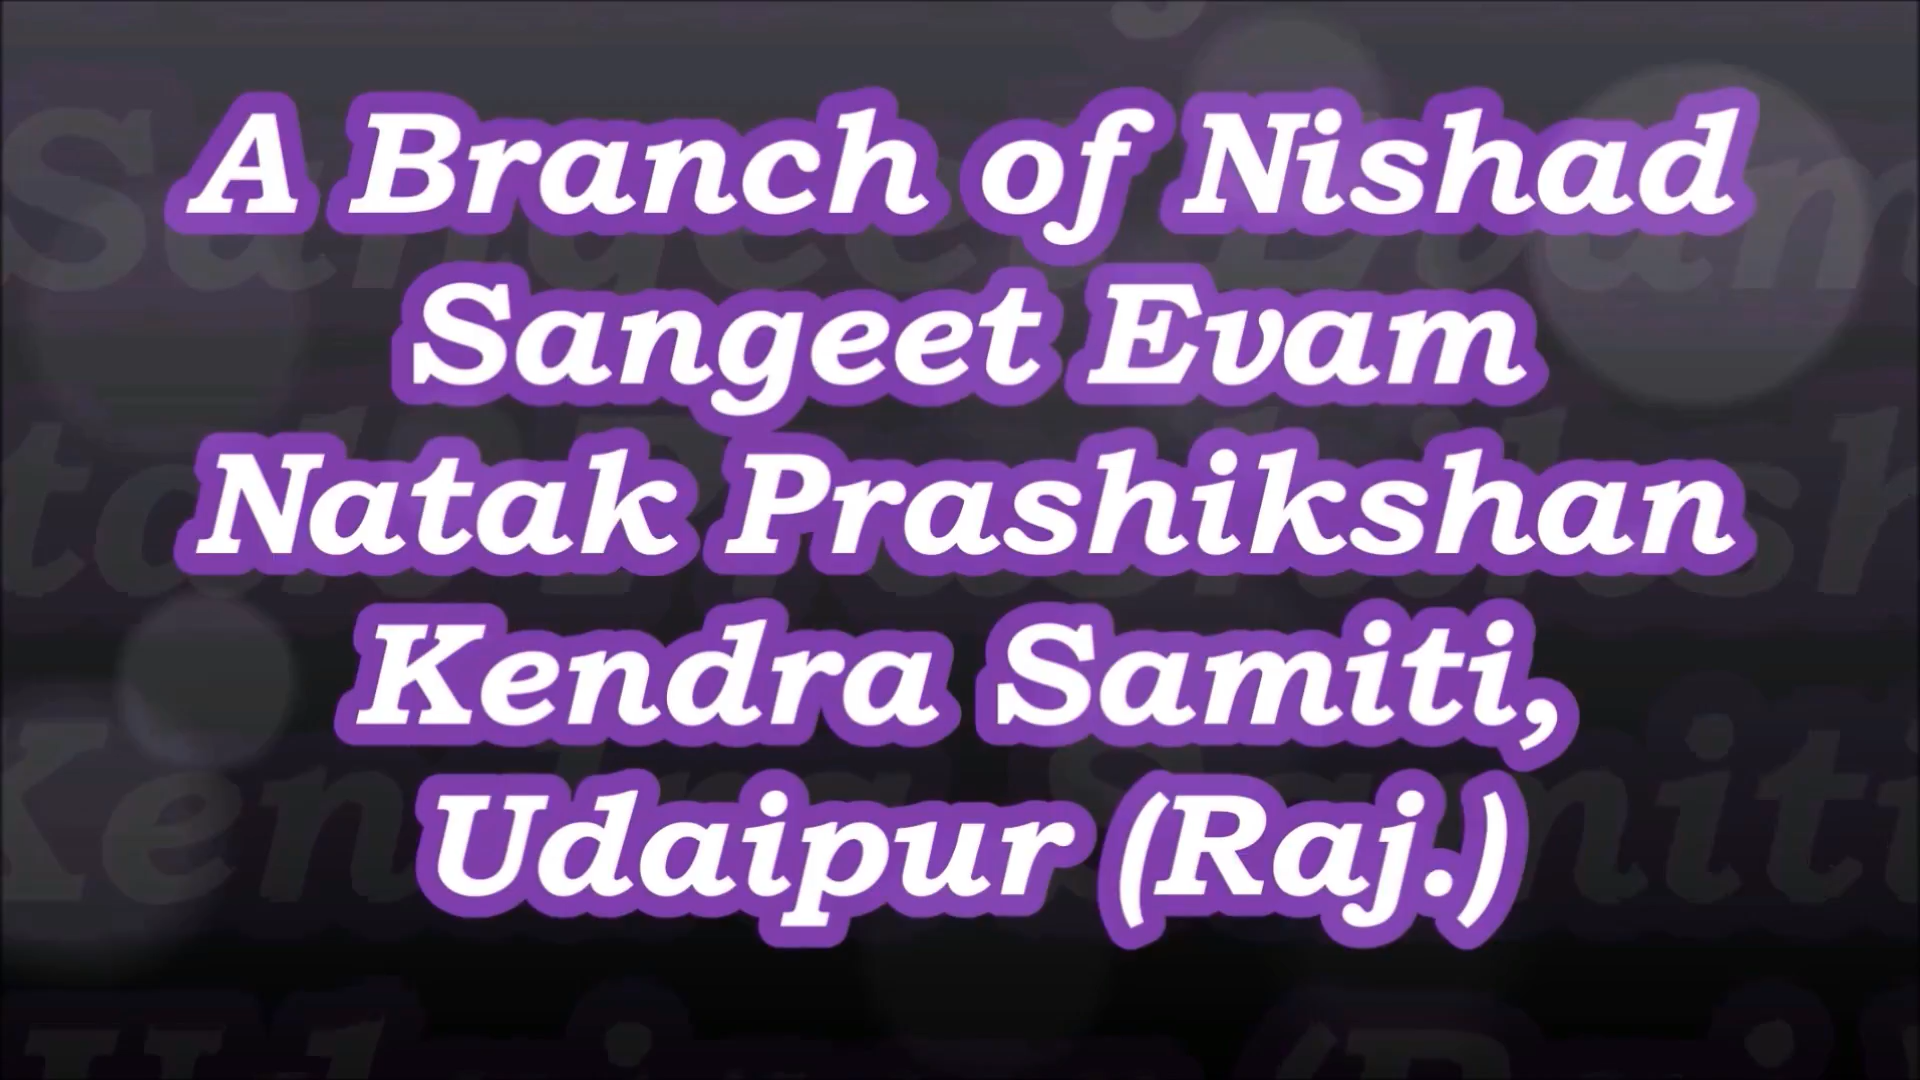 A Branch of Nishad
Sangeet Evam
Natak Prashikshan
Kendra Samiti,
Udaipur (Raj.)